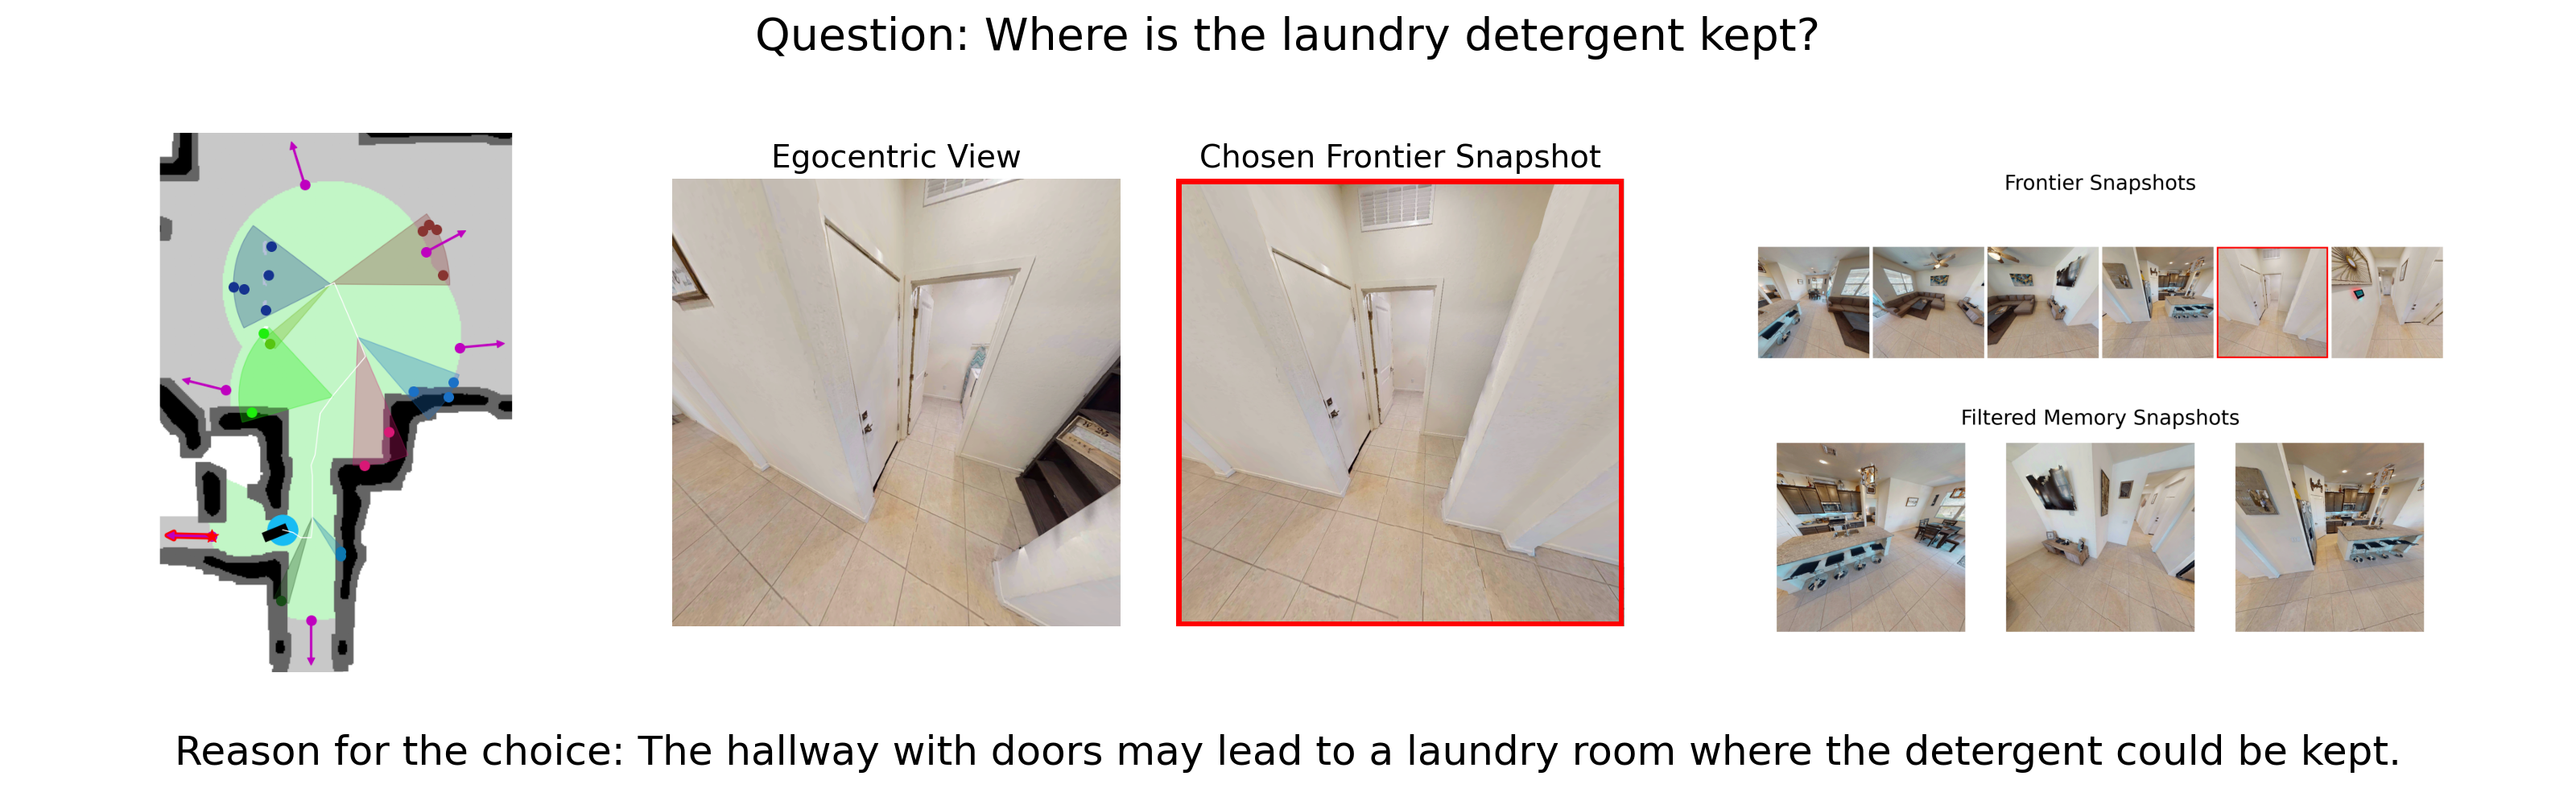 Question: Where is the laundry detergent kept?
Egocentric View
Chosen Frontier Snapshot
Frontier Snapshots
Filtered Memory Snapshots
Reason for the choice: The hallway with doors may lead to a laundry room where the detergent could be kept.